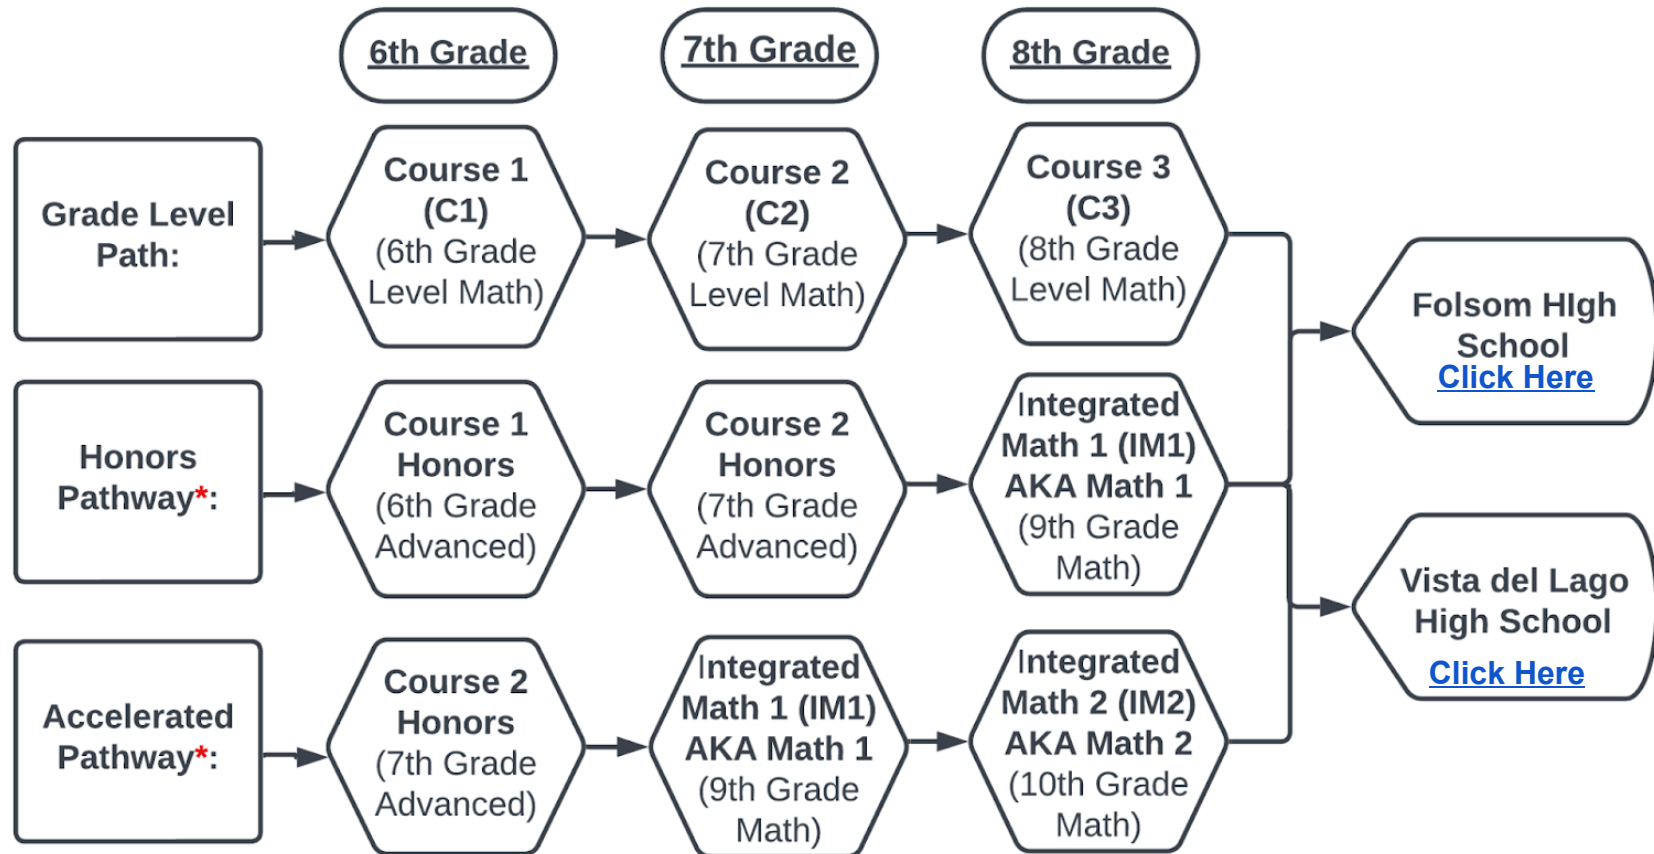 6th Grade
7th Grade
8th Grade
Grade Level
Path:
Course 1
(C1)
(6th Grade
Level Math)
Course 2
(C2)
(7th Grade
Level Math)
Course 3
(C3)
(8th Grade
Level Math)
Folsom HIgh
School
Click Here
Honors
Pathway*:
Course 1
Honors
(6th Grade
Advanced)
Course 2
Honors
(7th Grade
Advanced)
Integrated
Math 1 (IM1)
AKA Math 1
(9th Grade
Math)
Vista del Lago
High School
Click Here
Accelerated
Pathway*:
Course 2
Honors
(7th Grade
Advanced)
Integrated
Math 1 (IM1)
AKA Math 1
(9th Grade
Math)
Integrated
Math 2 (IM2)
AKA Math 2
(10th Grade
Math)